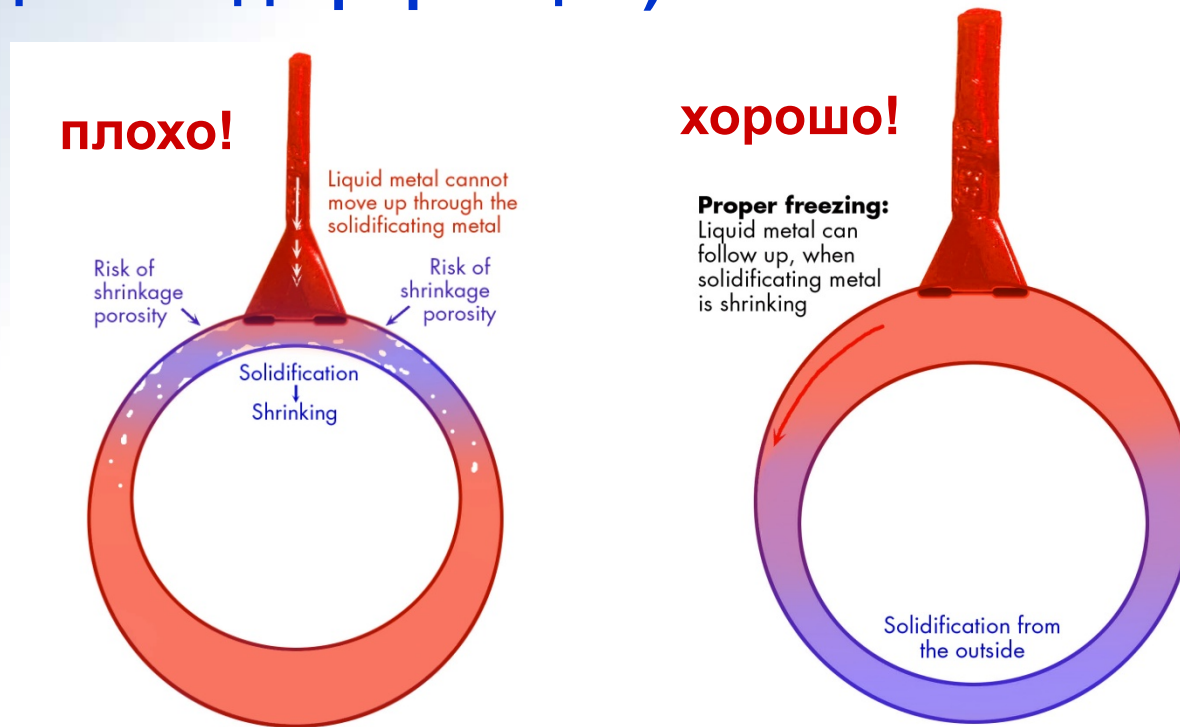 плохо!
Liquid metal cannot
move up through the
solidificating metal
Risk of
shrinkage
porosity
Risk of
shrinkage
porosity
Solidification
Shrinking
хорошо!
Proper freezing:
Liquid metal can
follow up, when
solidificating metal
is shrinking
Solidification from
the outside